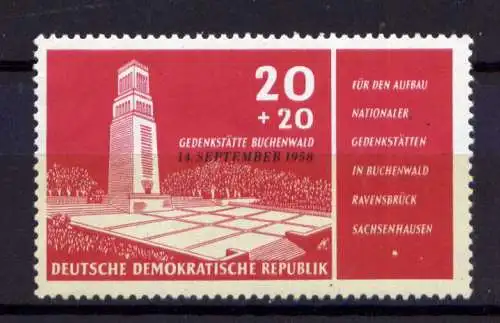 20
+ 20
GEDENKSTÄTTE BUCHENWALD
14. SEPTEMBER 1958
DEUTSCHE DEMOKRATISCHE REPUBLIK
FÜR DEN AUFBAU
NATIONALER
GEDENKSTÄTTEN
IN BUCHENWALD
RAVENSBRÜCK
SACHSENHAUSEN